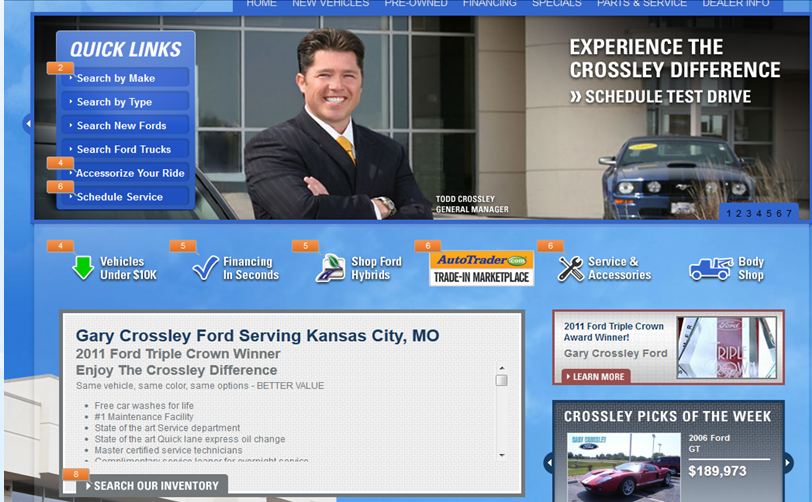 HOME NEW VEHICLES PRE-OWNED FINANCING SPECIALS PARTS & SERVICE DEALER INFO
QUICK LINKS
2
Search by Make
Search by Type
Search New Fords
Search Ford Trucks
4
Accessorize Your Ride
6
Schedule Service
EXPERIENCE THE
CROSSLEY DIFFERENCE
» SCHEDULE TEST DRIVE
TODD CROSSLEY
GENERAL MANAGER
1 2 3 4 5 6 7
4
Vehicles
Under $10K
5
Financing
In Seconds
5
Shop Ford
Hybrids
6
AutoTrader.com
TRADE-IN MARKETPLACE
6
Service &
Accessories
Body
Shop
Gary Crossley Ford Serving Kansas City, MO
2011 Ford Triple Crown Winner
Enjoy The Crossley Difference
Same vehicle, same color, same options - BETTER VALUE
Free car washes for life
#1 Maintenance Facility
State of the art Service department
State of the art Quick lane express oil change
Master certified service technicians
Complimentary service loaner for overnight service
8
SEARCH OUR INVENTORY
2011 Ford Triple Crown
Award Winner!
Gary Crossley Ford
LEARN MORE
Ford
TRIPLE
CROSSLEY PICKS OF THE WEEK
GARY CROSSLEY
Ford
2006 Ford
GT
$189,973